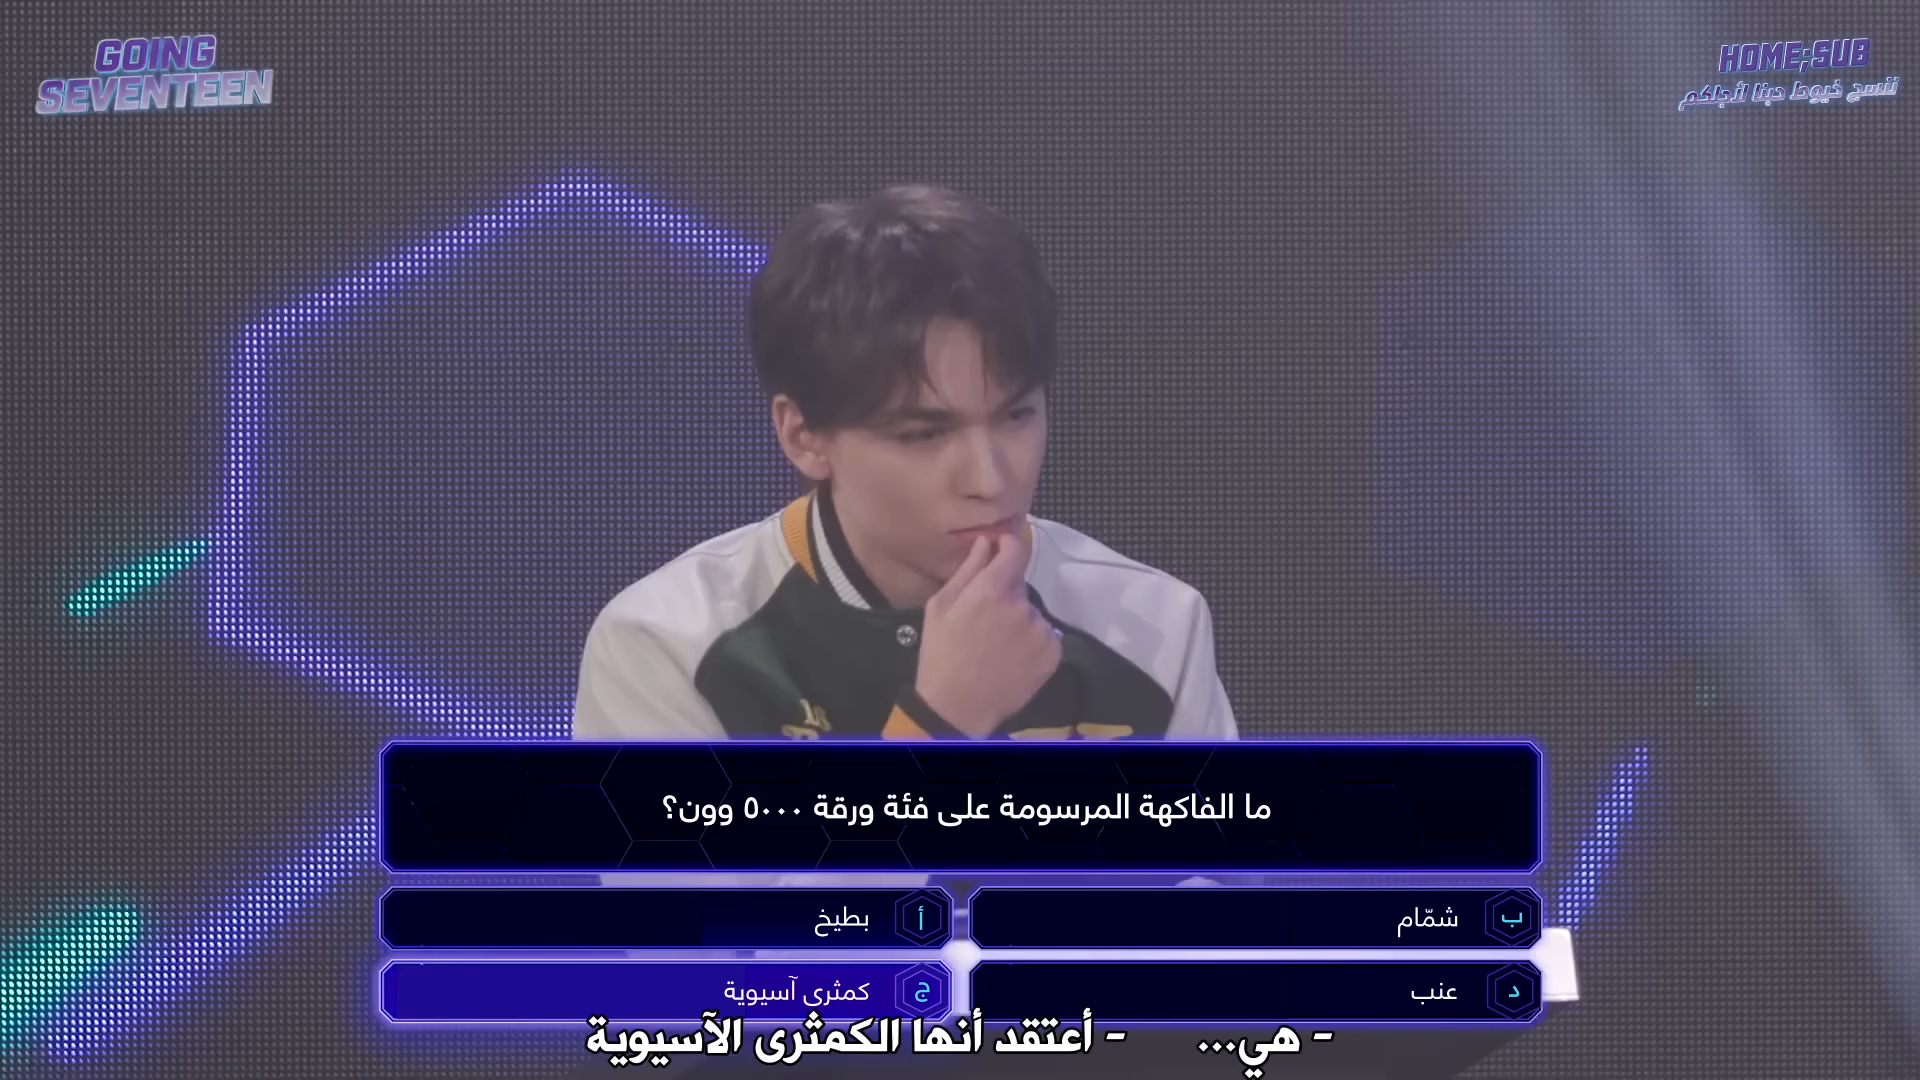 GOING
SEVENTEEN
HOME;SUB
ننسج خيوط حبنا لأجلكم
ما الفاكهة المرسومة على فئة ورقة ٥٠٠٠ وون؟
أ بطيخ
ب شمّام
ج كمثرى آسيوية
د عنب
- هي... - أعتقد أنها الكمثرى الآسيوية